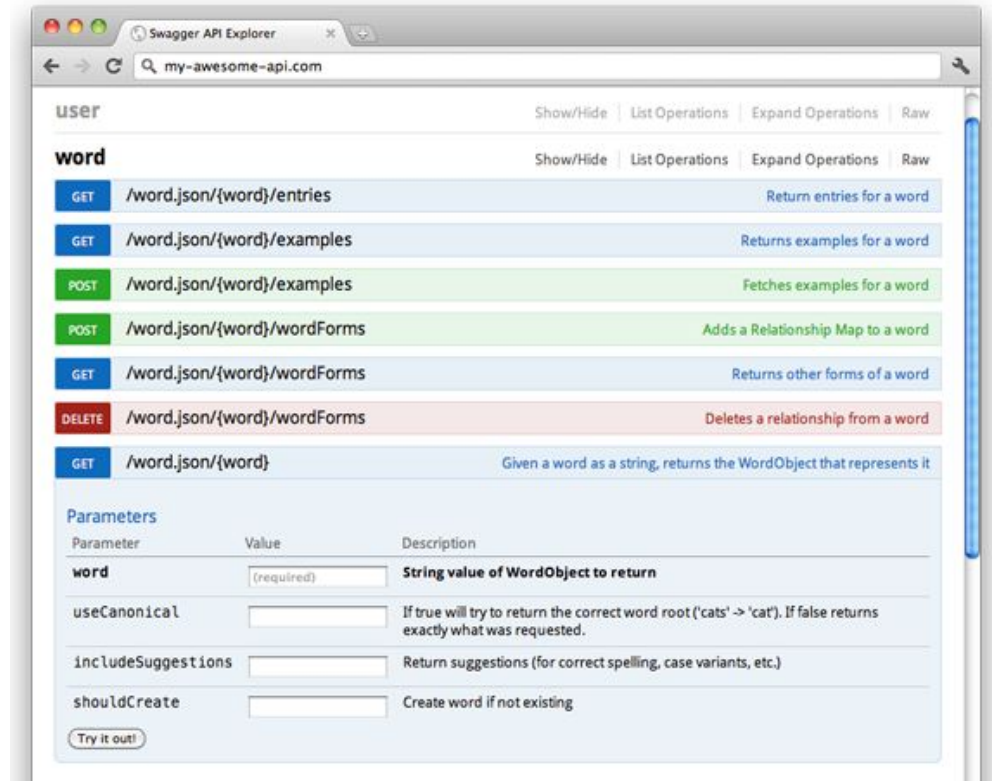 Swagger API Explorer
my-awesome-api.com
user Show/Hide List Operations Expand Operations Raw
word Show/Hide List Operations Expand Operations Raw
GET /word.json/{word}/entries Return entries for a word
GET /word.json/{word}/examples Returns examples for a word
POST /word.json/{word}/examples Fetches examples for a word
POST /word.json/{word}/wordForms Adds a Relationship Map to a word
GET /word.json/{word}/wordForms Returns other forms of a word
DELETE /word.json/{word}/wordForms Deletes a relationship from a word
GET /word.json/{word} Given a word as a string, returns the WordObject that represents it
Parameters
Parameter Value Description
word (required) String value of WordObject to return
useCanonical If true will try to return the correct word root ('cats' -> 'cat'). If false returns
exactly what was requested.
includeSuggestions Return suggestions (for correct spelling, case variants, etc.)
shouldCreate Create word if not existing
Try it out!